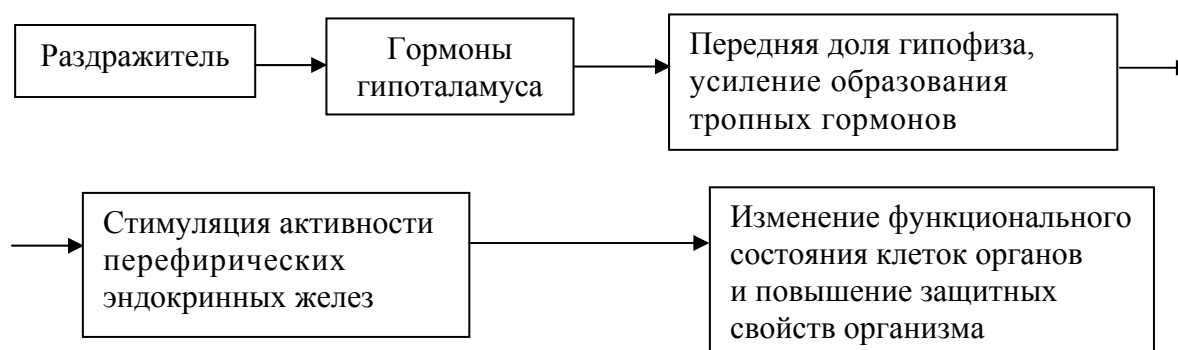 Раздражитель
Гормоны
гипоталамуса
Передняя доля гипофиза,
усиление образования
тропных гормонов
Стимуляция активности
перефирических
эндокринных желез
Изменение функционального
состояния клеток органов
и повышение защитных
свойств организма